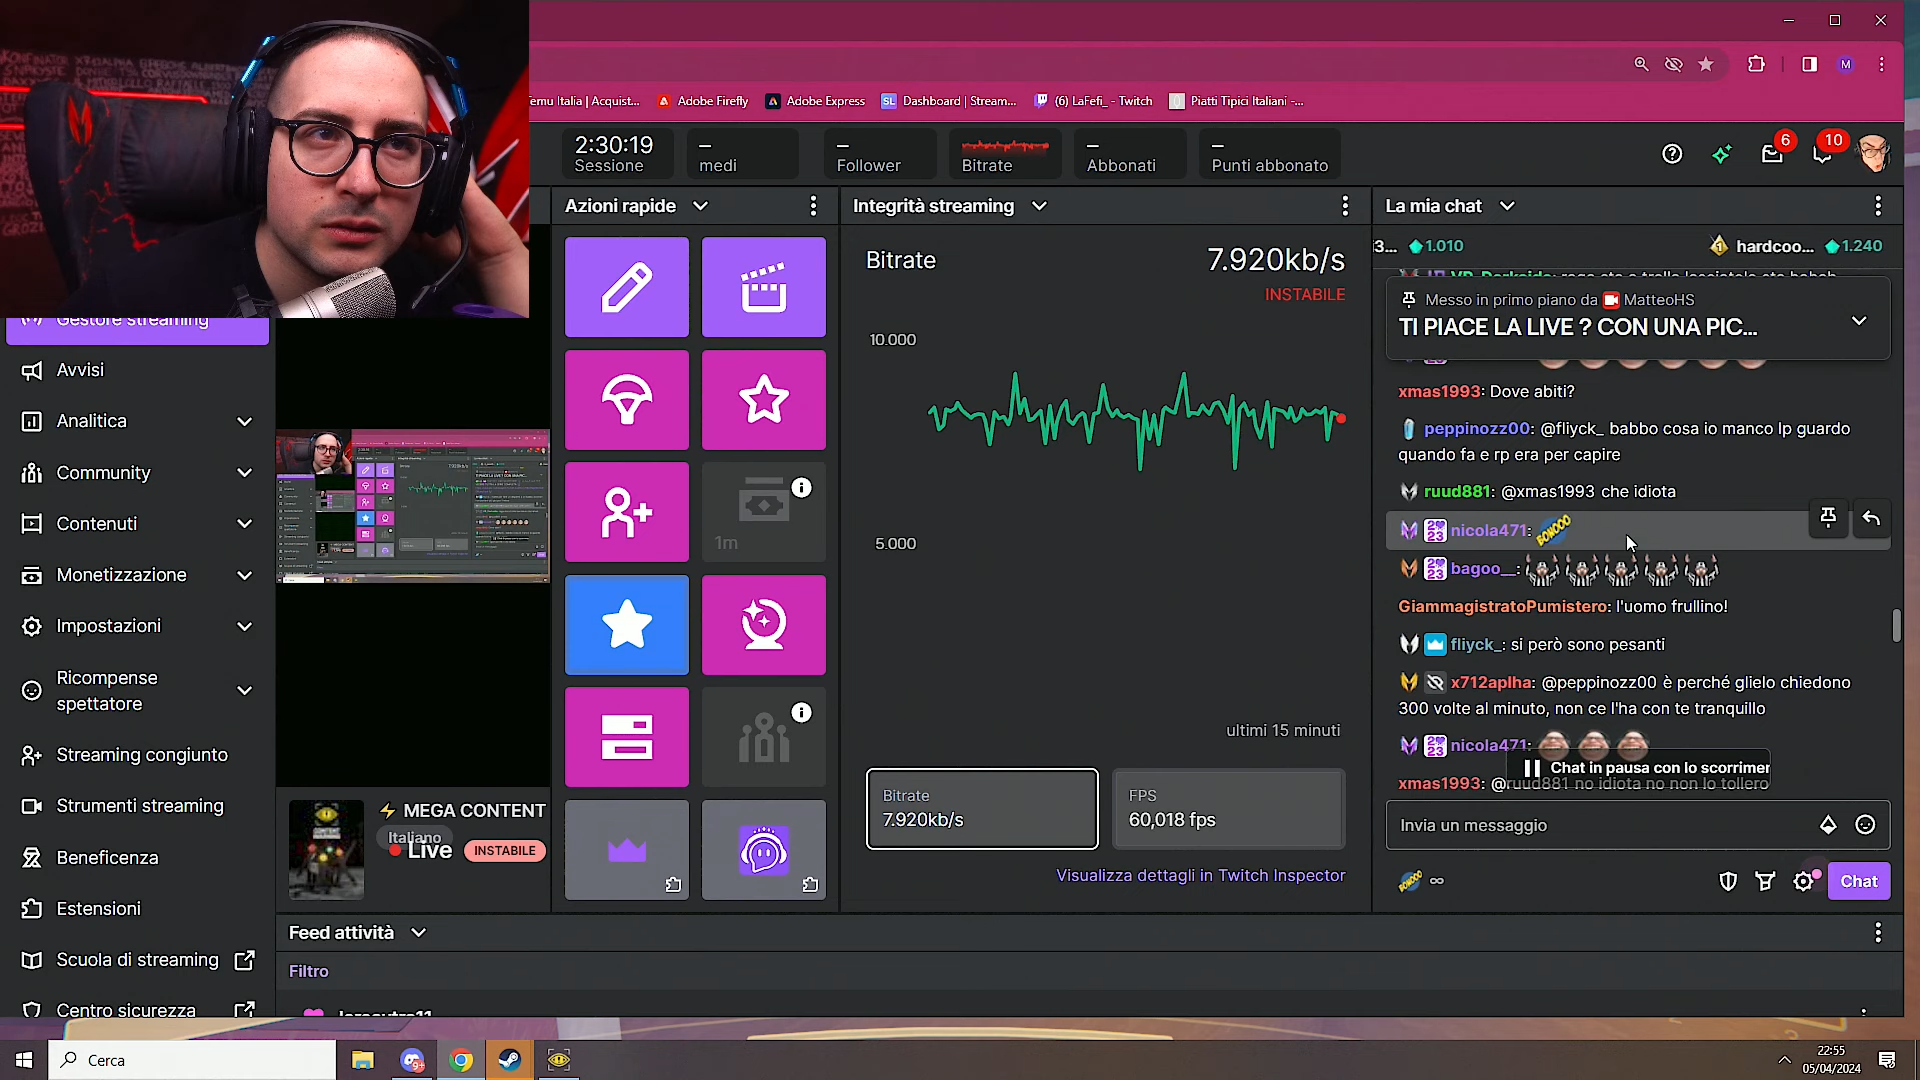 emu Italia | Acquist...
Adobe Firefly
Adobe Express
Dashboard | Stream...
(6) LaFefi_ - Twitch
Piatti Tipici Italiani -...
M
2:30:19
Sessione
–
medi
–
Follower
Bitrate
–
Abbonati
–
Punti abbonato
6
10
Gestore streaming
Avvisi
Analitica
Community
Contenuti
Monetizzazione
Impostazioni
Ricompense
spettatore
Streaming congiunto
Strumenti streaming
Beneficenza
Estensioni
Scuola di streaming
Centro sicurezza
⚡ MEGA CONTENT
Italiano
Live
INSTABILE
Azioni rapide
1m
Integrità streaming
Bitrate
7.920kb/s
INSTABILE
10.000
5.000
ultimi 15 minuti
Bitrate
7.920kb/s
FPS
60,018 fps
Visualizza dettagli in Twitch Inspector
La mia chat
3... 1.010
1 hardcoo... 1.240
Messo in primo piano da MatteoHS
TI PIACE LA LIVE ? CON UNA PIC...
xmas1993: Dove abiti?
peppinozz00: @fliyck_ babbo cosa io manco lp guardo
quando fa e rp era per capire
ruud881: @xmas1993 che idiota
nicola471: BONOOO
bagoo__:
GiammagistratoPumistero: l'uomo frullino!
fliyck_: si però sono pesanti
x712aplha: @peppinozz00 è perché glielo chiedono
300 volte al minuto, non ce l'ha con te tranquillo
nicola471:
Chat in pausa con lo scorrimen
xmas1993: @ruud881 no idiota no non lo tollero
Invia un messaggio
∞
Chat
Feed attività
Filtro
Cerca
9+
22:55
05/04/2024